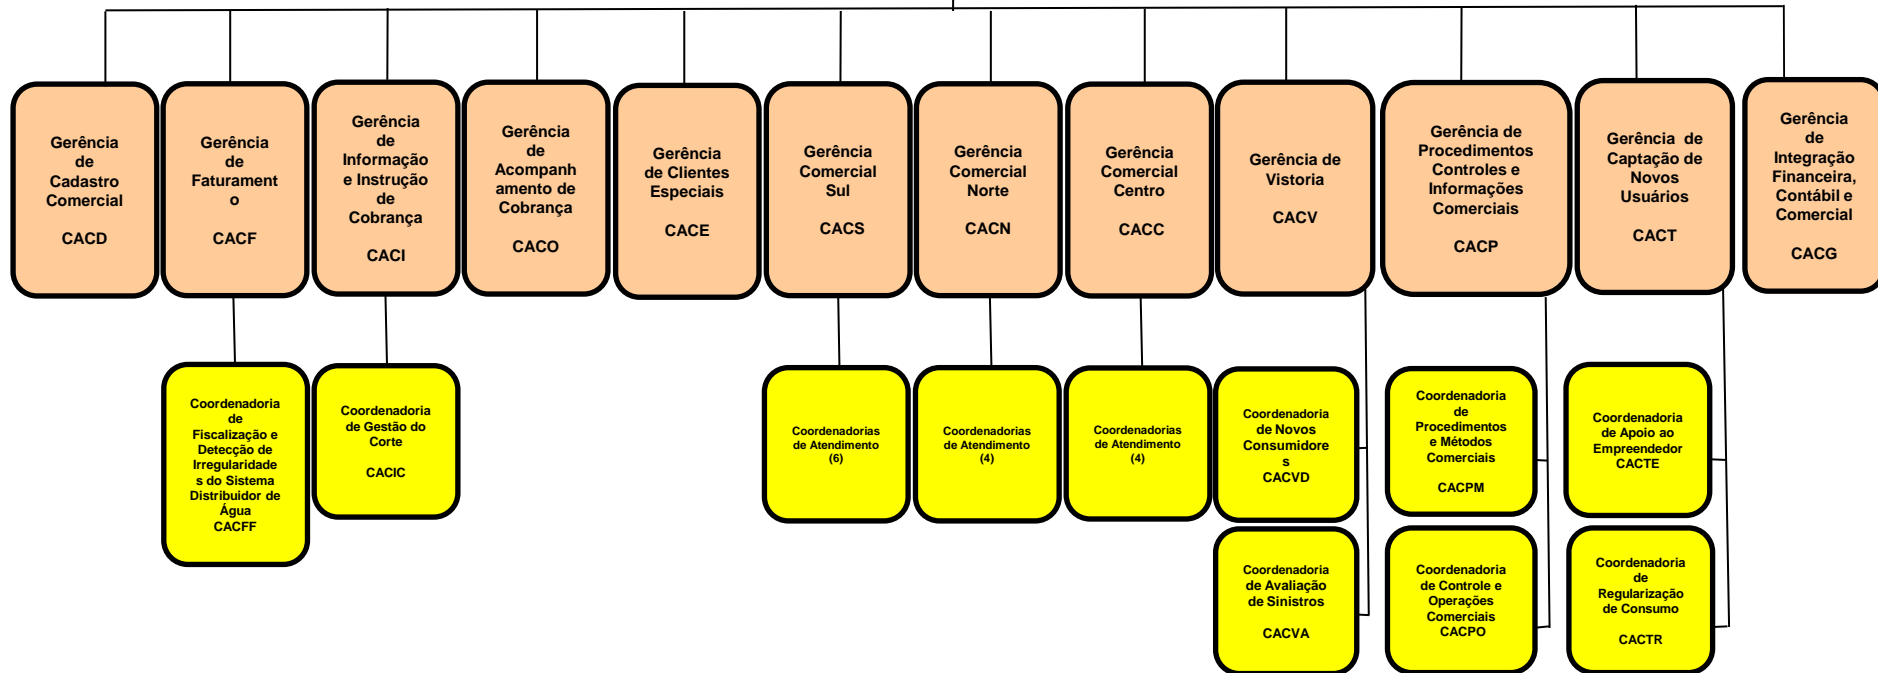 Gerência
de
Cadastro
Comercial
CACD
Gerência
de
Faturament
o
CACF
Gerência
de
Informação
e Instrução
de
Cobrança
CACI
Gerência
de
Acompanh
amento de
Cobrança
CACO
Gerência
de Clientes
Especiais
CACE
Gerência
Comercial
Sul
CACS
Gerência
Comercial
Norte
CACN
Gerência
Comercial
Centro
CACC
Gerência de
Vistoria
CACV
Gerência de
Procedimentos
Controles e
Informações
Comerciais
CACP
Gerência de
Captação de
Novos
Usuários
CACT
Gerência
de
Integração
Financeira,
Contábil e
Comercial
CACG
Coordenadoria
de
Fiscalização e
Detecção de
Irregularidade
s do Sistema
Distribuidor de
Água
CACFF
Coordenadoria
de Gestão do
Corte
CACIC
Coordenadorias
de Atendimento
(6)
Coordenadorias
de Atendimento
(4)
Coordenadorias
de Atendimento
(4)
Coordenadoria
de Novos
Consumidore
s
CACVD
Coordenadoria
de
Procedimentos
e Métodos
Comerciais
CACPM
Coordenadoria
de Apoio ao
Empreendedor
CACTE
Coordenadoria
de Avaliação
de Sinistros
CACVA
Coordenadoria
de Controle e
Operações
Comerciais
CACPO
Coordenadoria
de
Regularização
de Consumo
CACTR